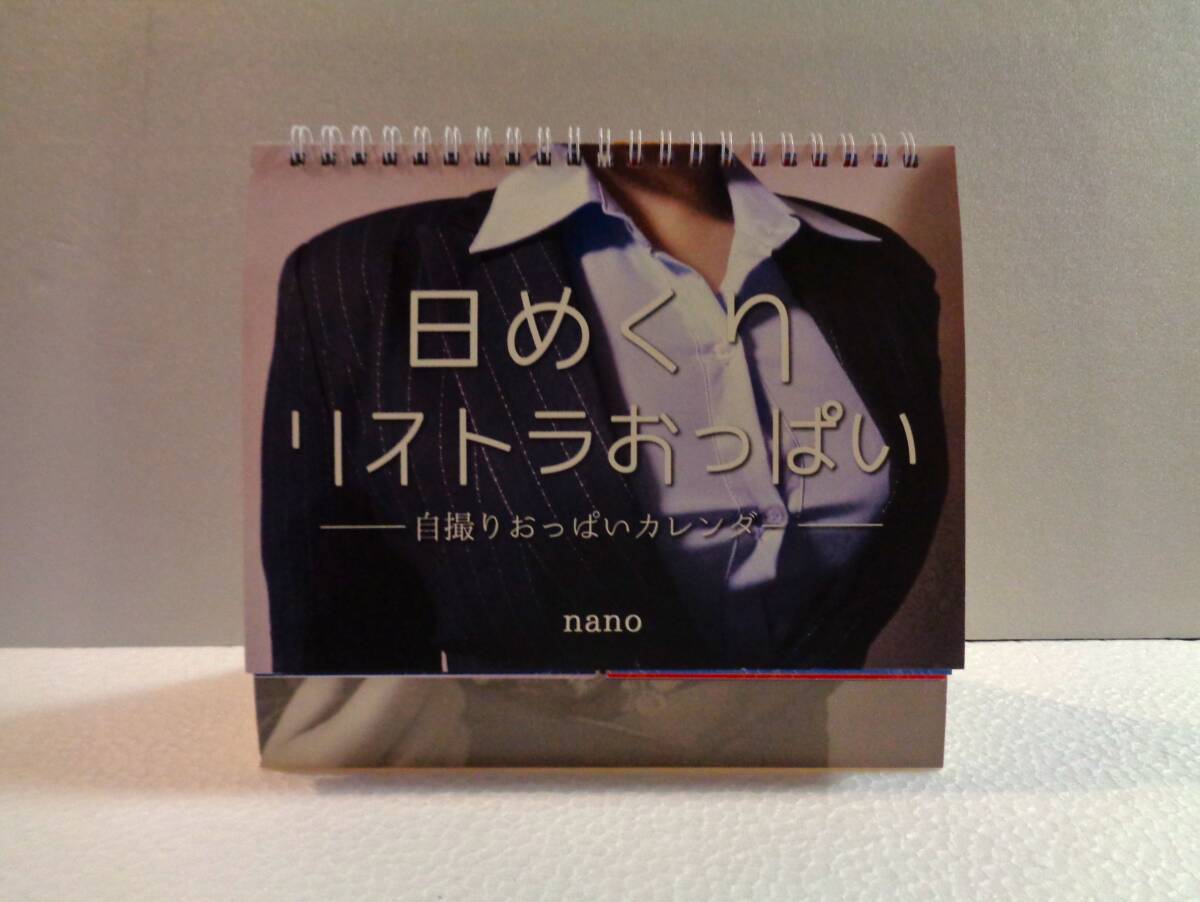 日めくり
リストラおっぱい
自撮りおっぱいカレンダー
nano